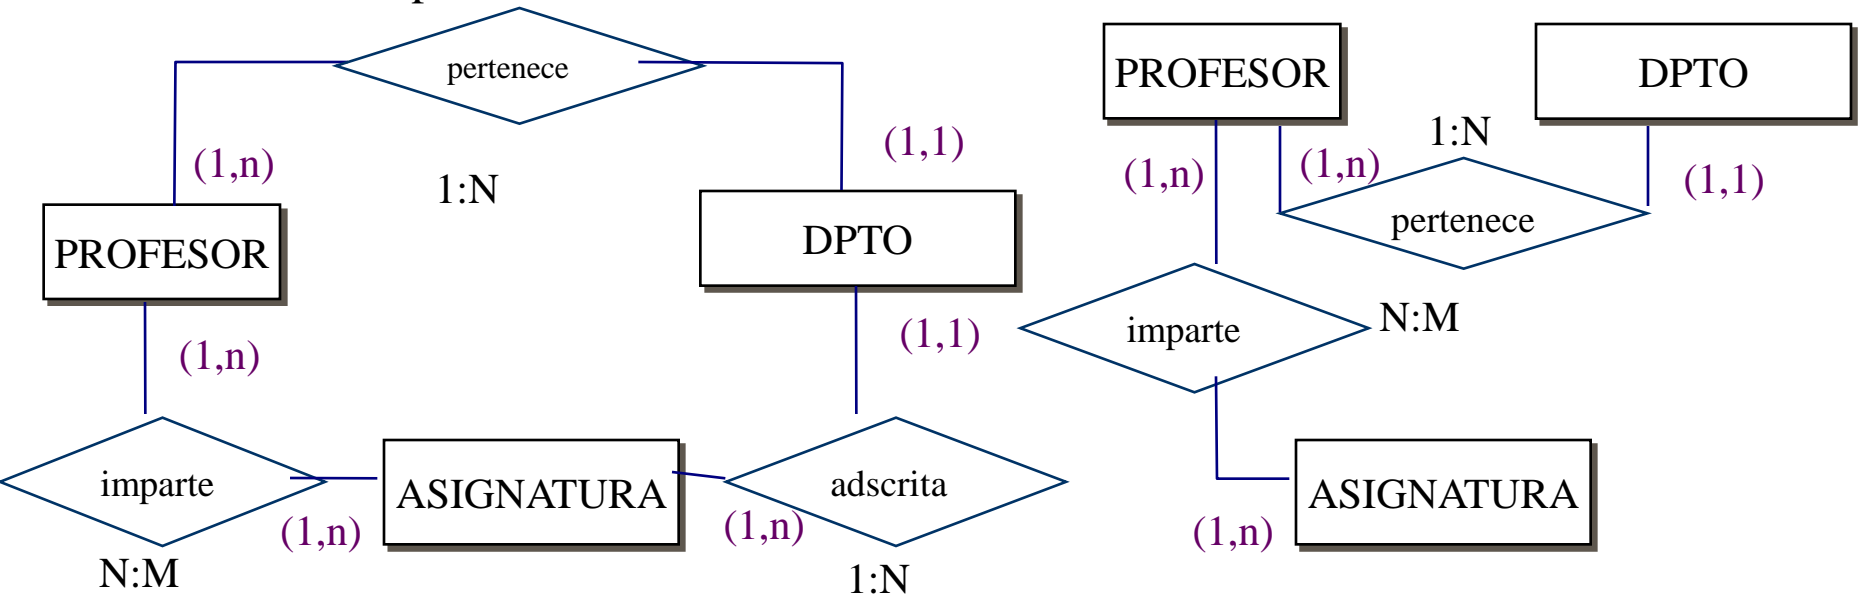 pertenece
(1,n)
(1,1)
1:N
PROFESOR
DPTO
(1,n)
(1,1)
imparte
ASIGNATURA
adscrita
(1,n)
(1,n)
N:M
1:N
PROFESOR
DPTO
1:N
(1,n)
(1,n)
(1,1)
pertenece
imparte
N:M
ASIGNATURA
(1,n)